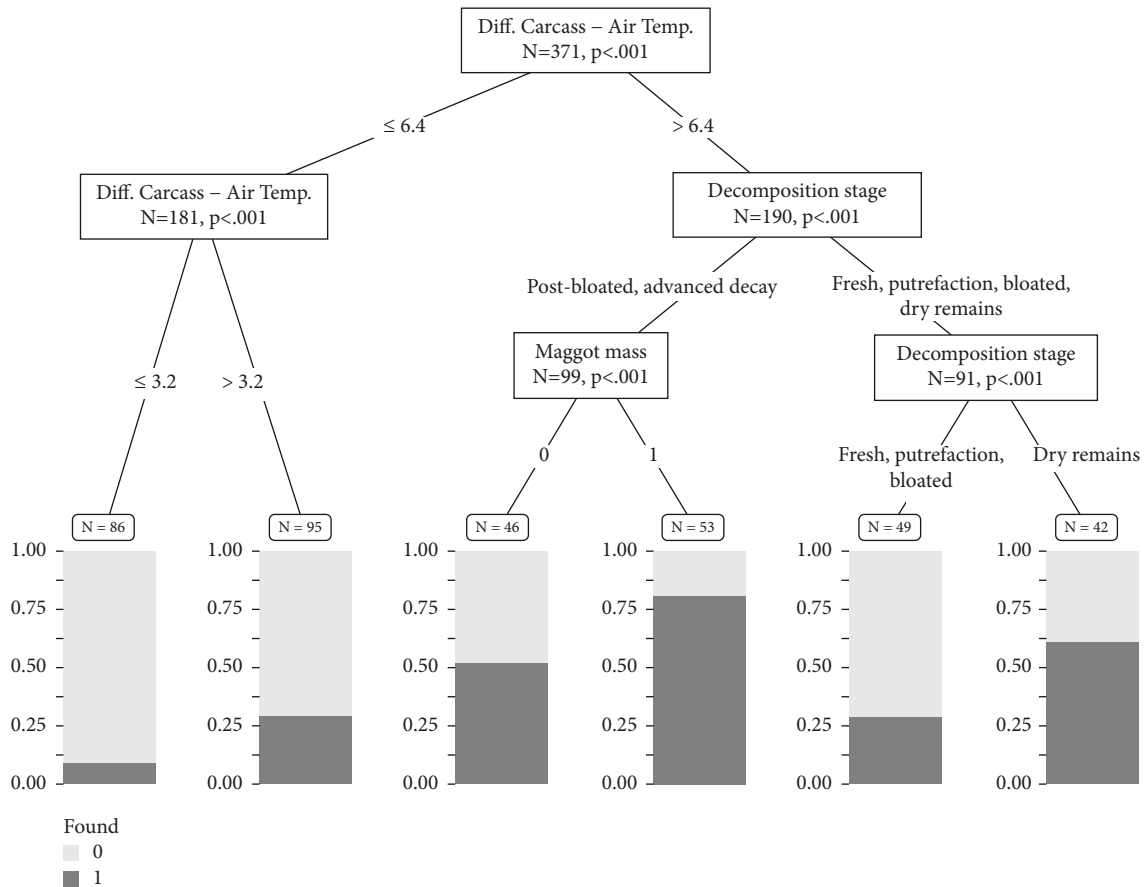 Diff. Carcass − Air Temp.
N=371, p<.001
≤ 6.4
> 6.4
Diff. Carcass − Air Temp.
N=181, p<.001
Decomposition stage
N=190, p<.001
Post-bloated, advanced decay
Fresh, putrefaction, bloated,
dry remains
Maggot mass
N=99, p<.001
Decomposition stage
N=91, p<.001
≤ 3.2
> 3.2
0
1
Fresh, putrefaction,
bloated
Dry remains
N = 86
N = 95
N = 46
N = 53
N = 49
N = 42
1.00
0.75
0.50
0.25
0.00
1.00
0.75
0.50
0.25
0.00
1.00
0.75
0.50
0.25
0.00
1.00
0.75
0.50
0.25
0.00
1.00
0.75
0.50
0.25
0.00
1.00
0.75
0.50
0.25
0.00
Found
0
1